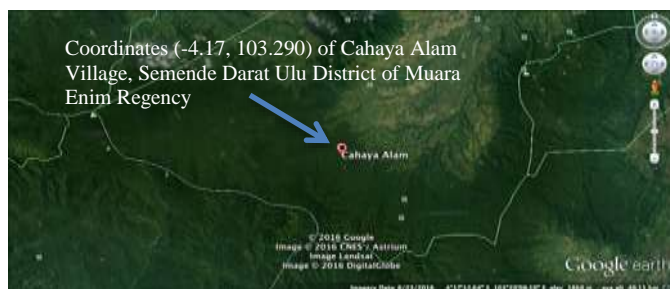 Coordinates (-4.17, 103.290) of Cahaya Alam
Village, Semende Darat Ulu District of Muara
Enim Regency
Cahaya Alam
© 2016 Google
Image © 2016 CNES / Astrium
Image Landsat
Image © 2016 DigitalGlobe
Google earth